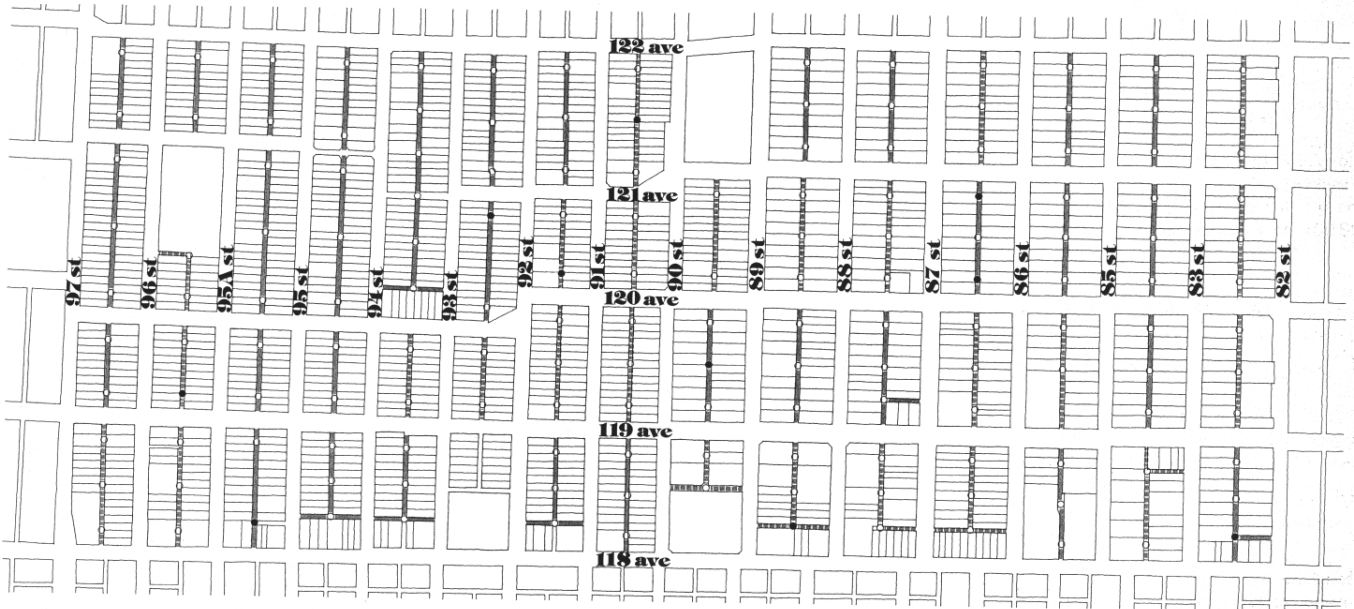 122 ave
121 ave
97 st
96 st
95A st
95 st
94 st
93 st
92 st
91 st
90 st
89 st
88 st
87 st
86 st
85 st
83 st
82 st
120 ave
119 ave
118 ave